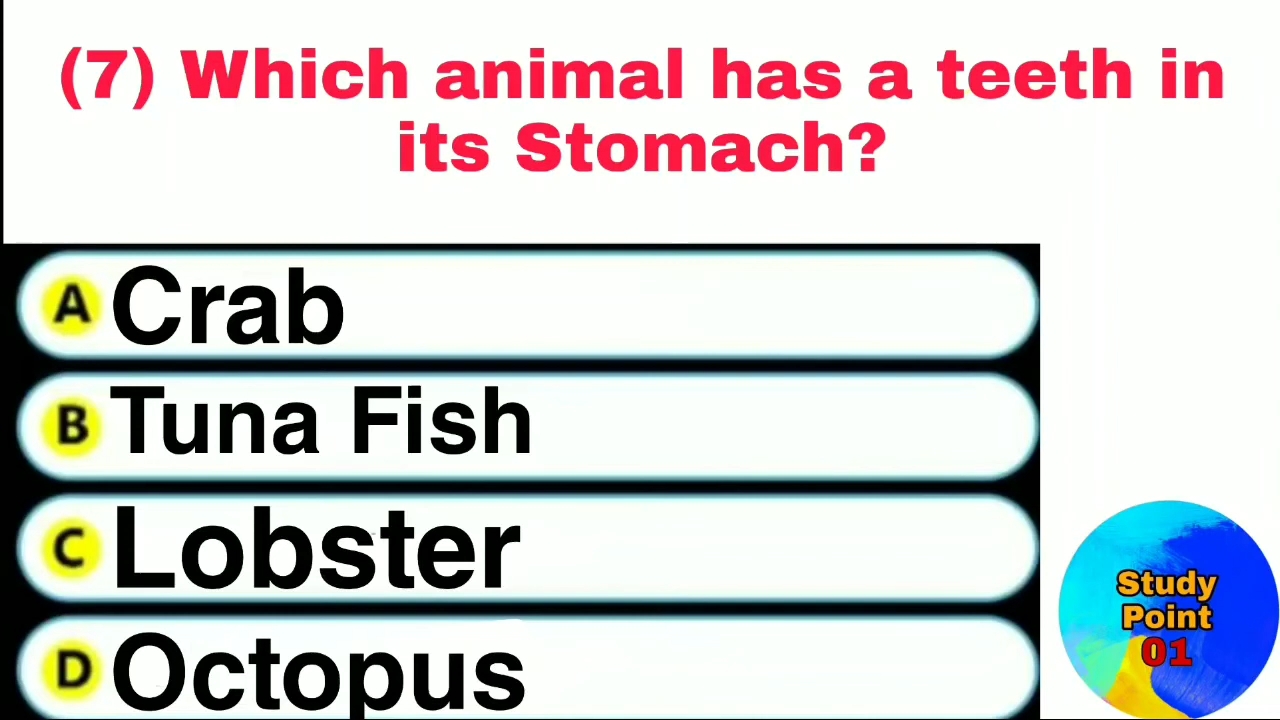 (7) Which animal has a teeth in
its Stomach?
A Crab
B Tuna Fish
C Lobster
D Octopus
Study
Point
01